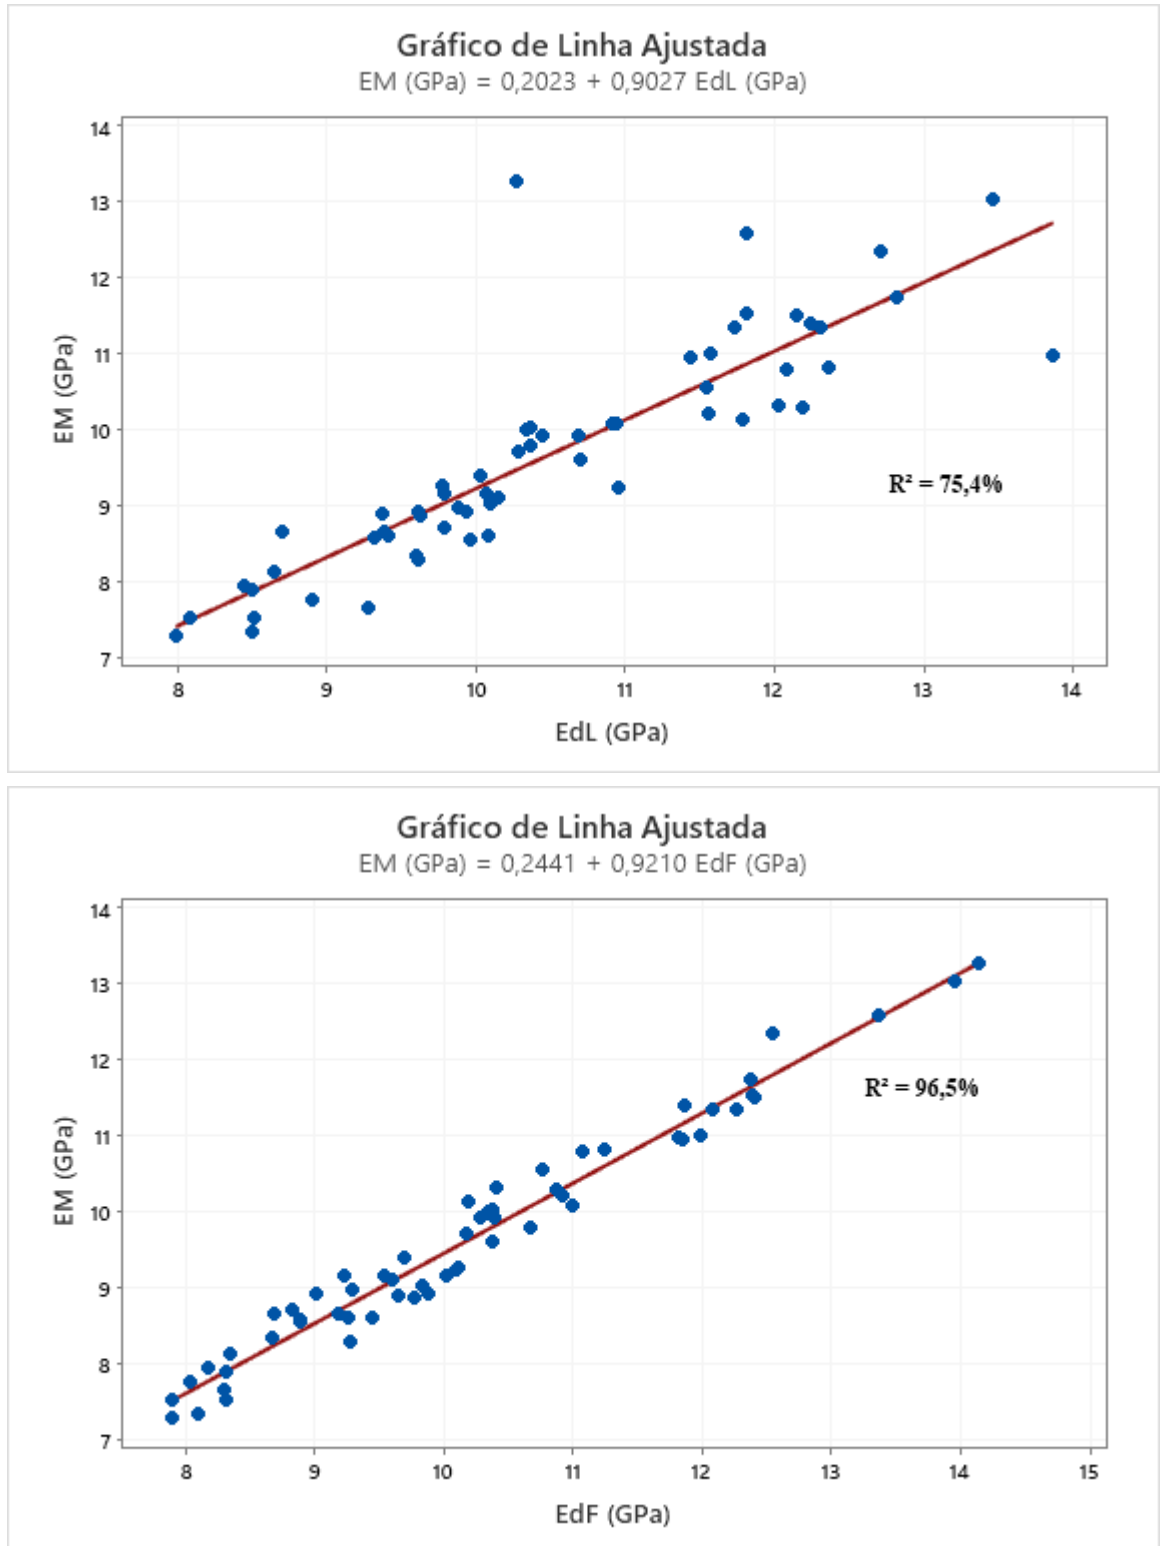 Gráfico de Linha Ajustada
EM (GPa) = 0,2023 + 0,9027 EdL (GPa)
14
13
12
11
10
9
8
7
EM (GPa)
R² = 75,4%
8 9 10 11 12 13 14
EdL (GPa)
Gráfico de Linha Ajustada
EM (GPa) = 0,2441 + 0,9210 EdF (GPa)
14
13
12
11
10
9
8
7
EM (GPa)
R² = 96,5%
8 9 10 11 12 13 14 15
EdF (GPa)